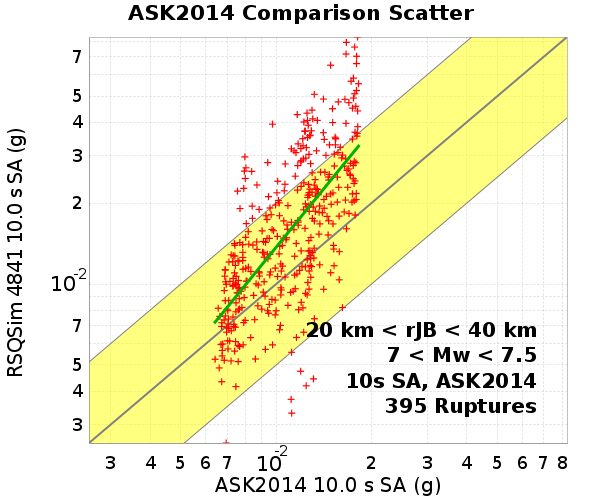 ASK2014 Comparison Scatter
RSQSim 4841 10.0 s SA (g)
7
5
4
3
2
10-2
7
5
4
3
20 km < rJB < 40 km
7 < Mw < 7.5
10s SA, ASK2014
395 Ruptures
3 4 5 6 7 10-2 2 3 4 5 6 7 8
ASK2014 10.0 s SA (g)